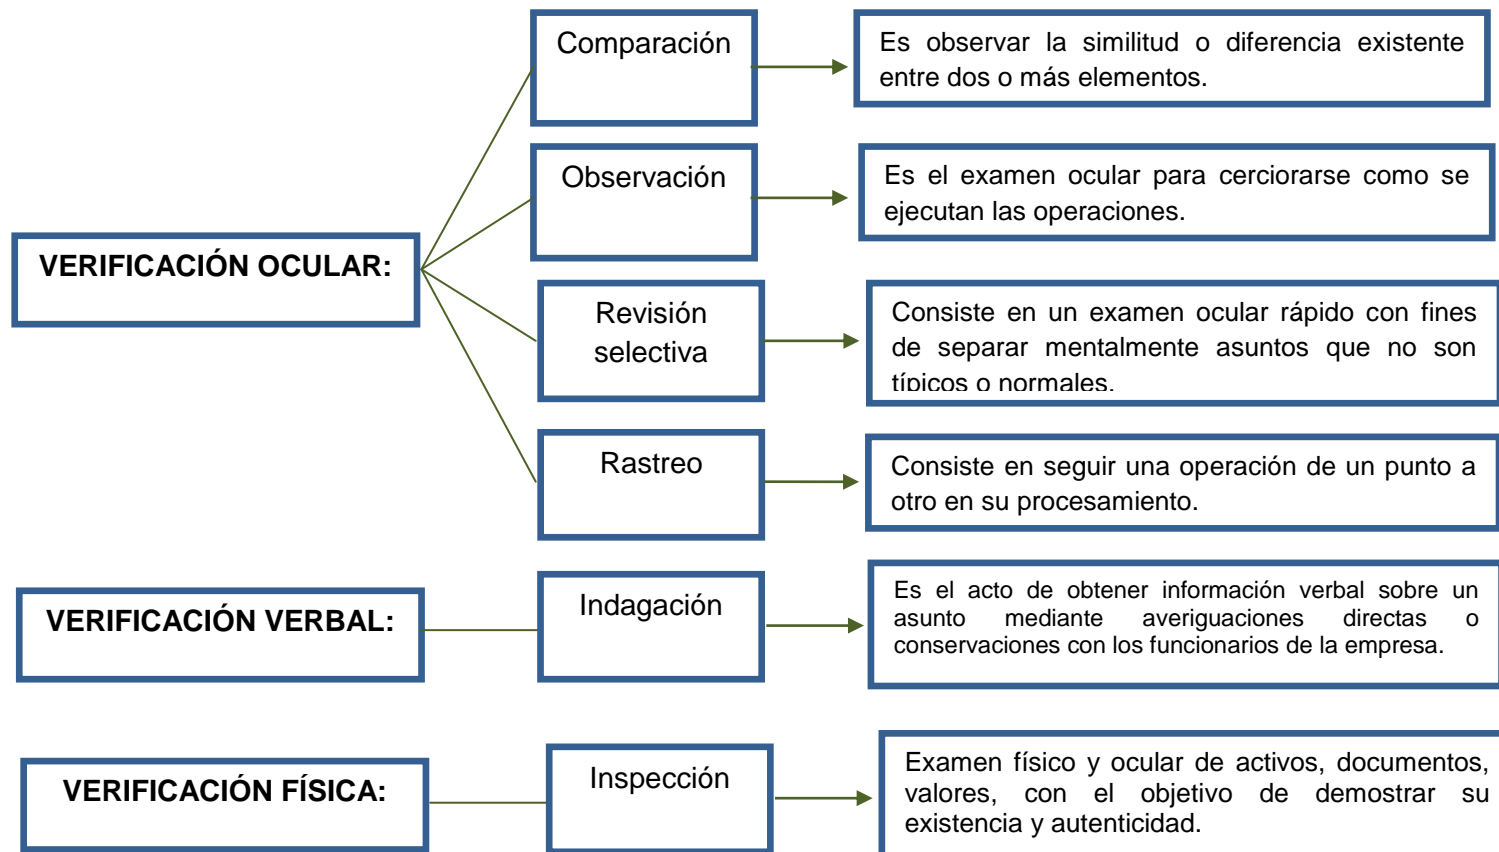 Comparación
Es observar la similitud o diferencia existente
entre dos o más elementos.
Observación
Es el examen ocular para cerciorarse como se
ejecutan las operaciones.
VERIFICACIÓN OCULAR:
Revisión
selectiva
Consiste en un examen ocular rápido con fines
de separar mentalmente asuntos que no son
típicos o normales.
Rastreo
Consiste en seguir una operación de un punto a
otro en su procesamiento.
VERIFICACIÓN VERBAL:
Indagación
Es el acto de obtener información verbal sobre un
asunto mediante averiguaciones directas o
conservaciones con los funcionarios de la empresa.
VERIFICACIÓN FÍSICA:
Inspección
Examen físico y ocular de activos, documentos,
valores, con el objetivo de demostrar su
existencia y autenticidad.